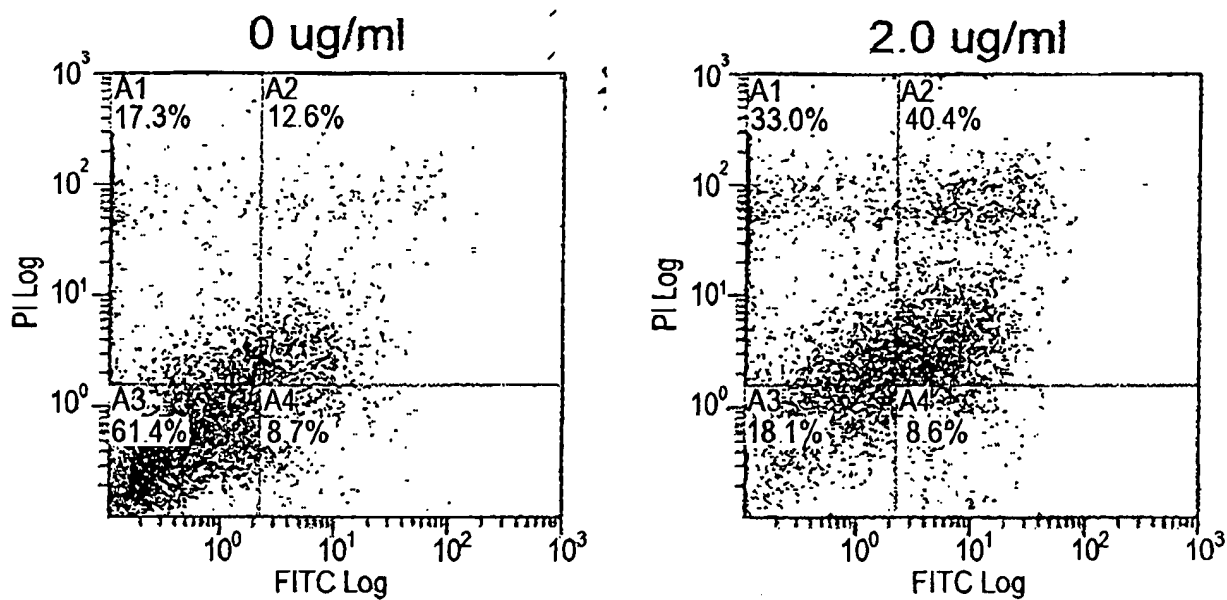 0 ug/ml
10³
A1
17.3%
A2
12.6%
10²
PI Log
10¹
10⁰
A3
61.4%
A4
8.7%
10⁰
10¹
10²
10³
FITC Log
2.0 ug/ml
10³
A1
33.0%
A2
40.4%
10²
PI Log
10¹
10⁰
A3
18.1%
A4
8.6%
10⁰
10¹
10²
10³
FITC Log